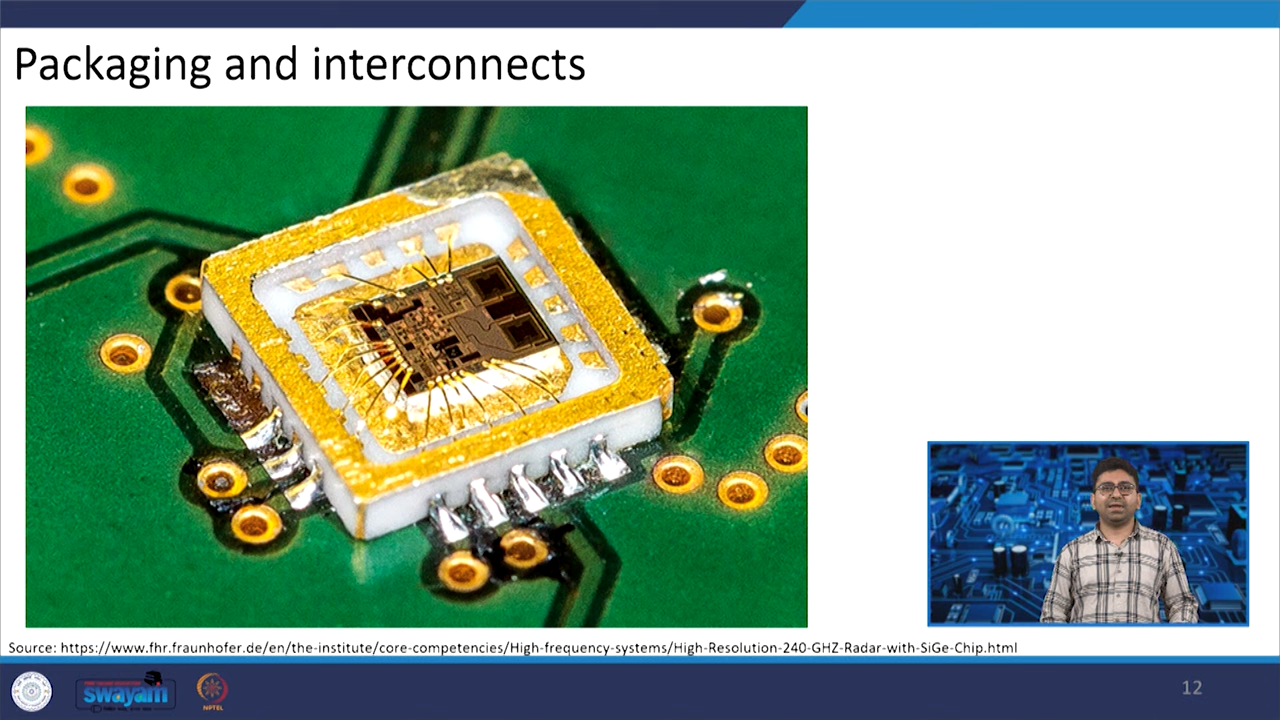 Packaging and interconnects
Source: https://www.fhr.fraunhofer.de/en/the-institute/core-competencies/High-frequency-systems/High-Resolution-240-GHZ-Radar-with-SiGe-Chip.html
swayam
NPTEL
12